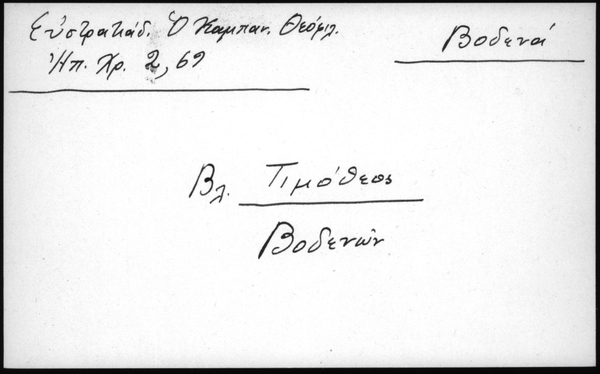 Εὐστρατιάδ. Ὁ Καμπαν. Θεόφιλ.
Ἠπ. Χρ. 2, 69
Βοδενά
Βλ. Τιμόθεος
Βοδενῶν